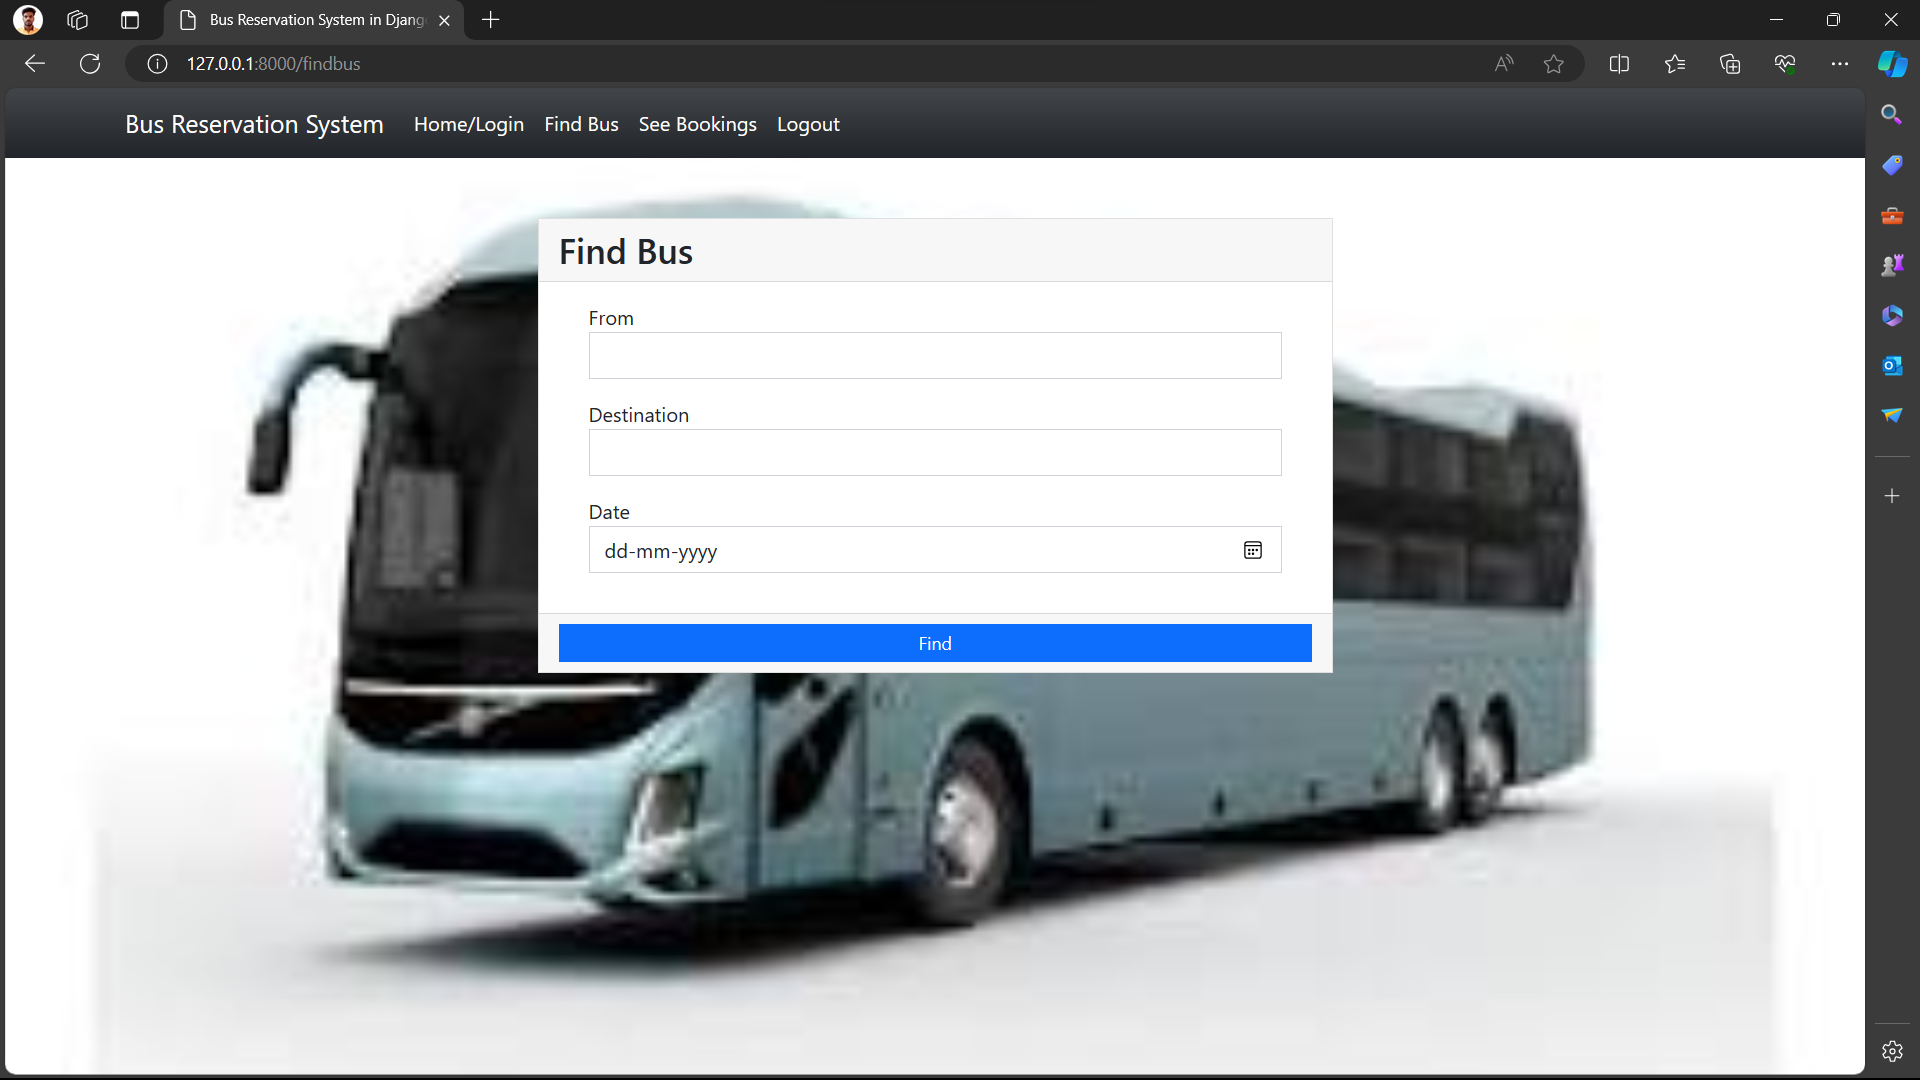 Bus Reservation System in Djang
127.0.0.1:8000/findbus
Bus Reservation System Home/Login Find Bus See Bookings Logout
Find Bus
From
Destination
Date
dd-mm-yyyy
Find